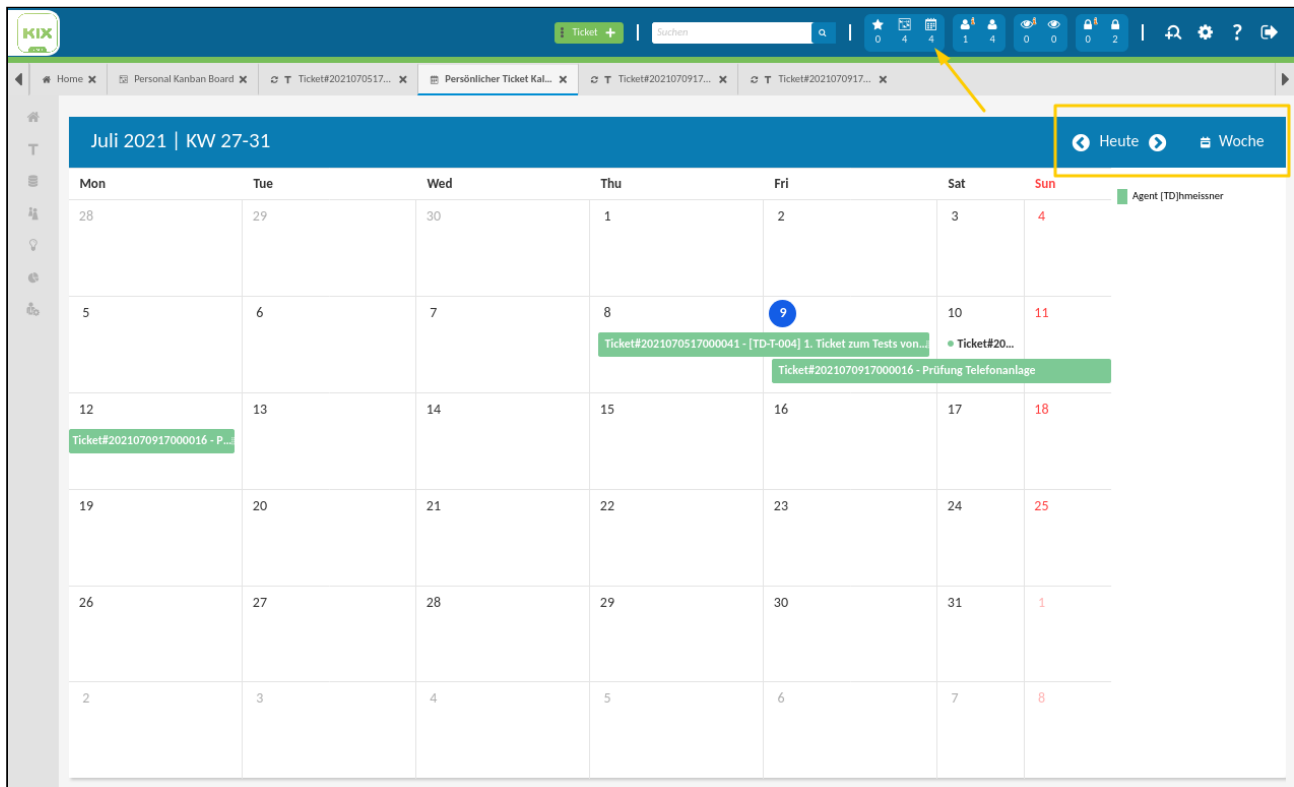 KIX
Ticket
Suchen
0 4 4 1 4 0 0 0 2
Home
Personal Kanban Board
T Ticket#2021070517...
Persönlicher Ticket Kal...
T Ticket#2021070917...
T Ticket#2021070917...
T
Juli 2021 | KW 27-31
Heute
Woche
Mon Tue Wed Thu Fri Sat Sun
Agent [TD]hmeissner
28 29 30 1 2 3 4
5 6 7 8 9 10 11
Ticket#2021070517000041 - [TD-T-004] 1. Ticket zum Tests von...
Ticket#20...
Ticket#2021070917000016 - Prüfung Telefonanlage
12 13 14 15 16 17 18
Ticket#2021070917000016 - P...
19 20 21 22 23 24 25
26 27 28 29 30 31 1
2 3 4 5 6 7 8